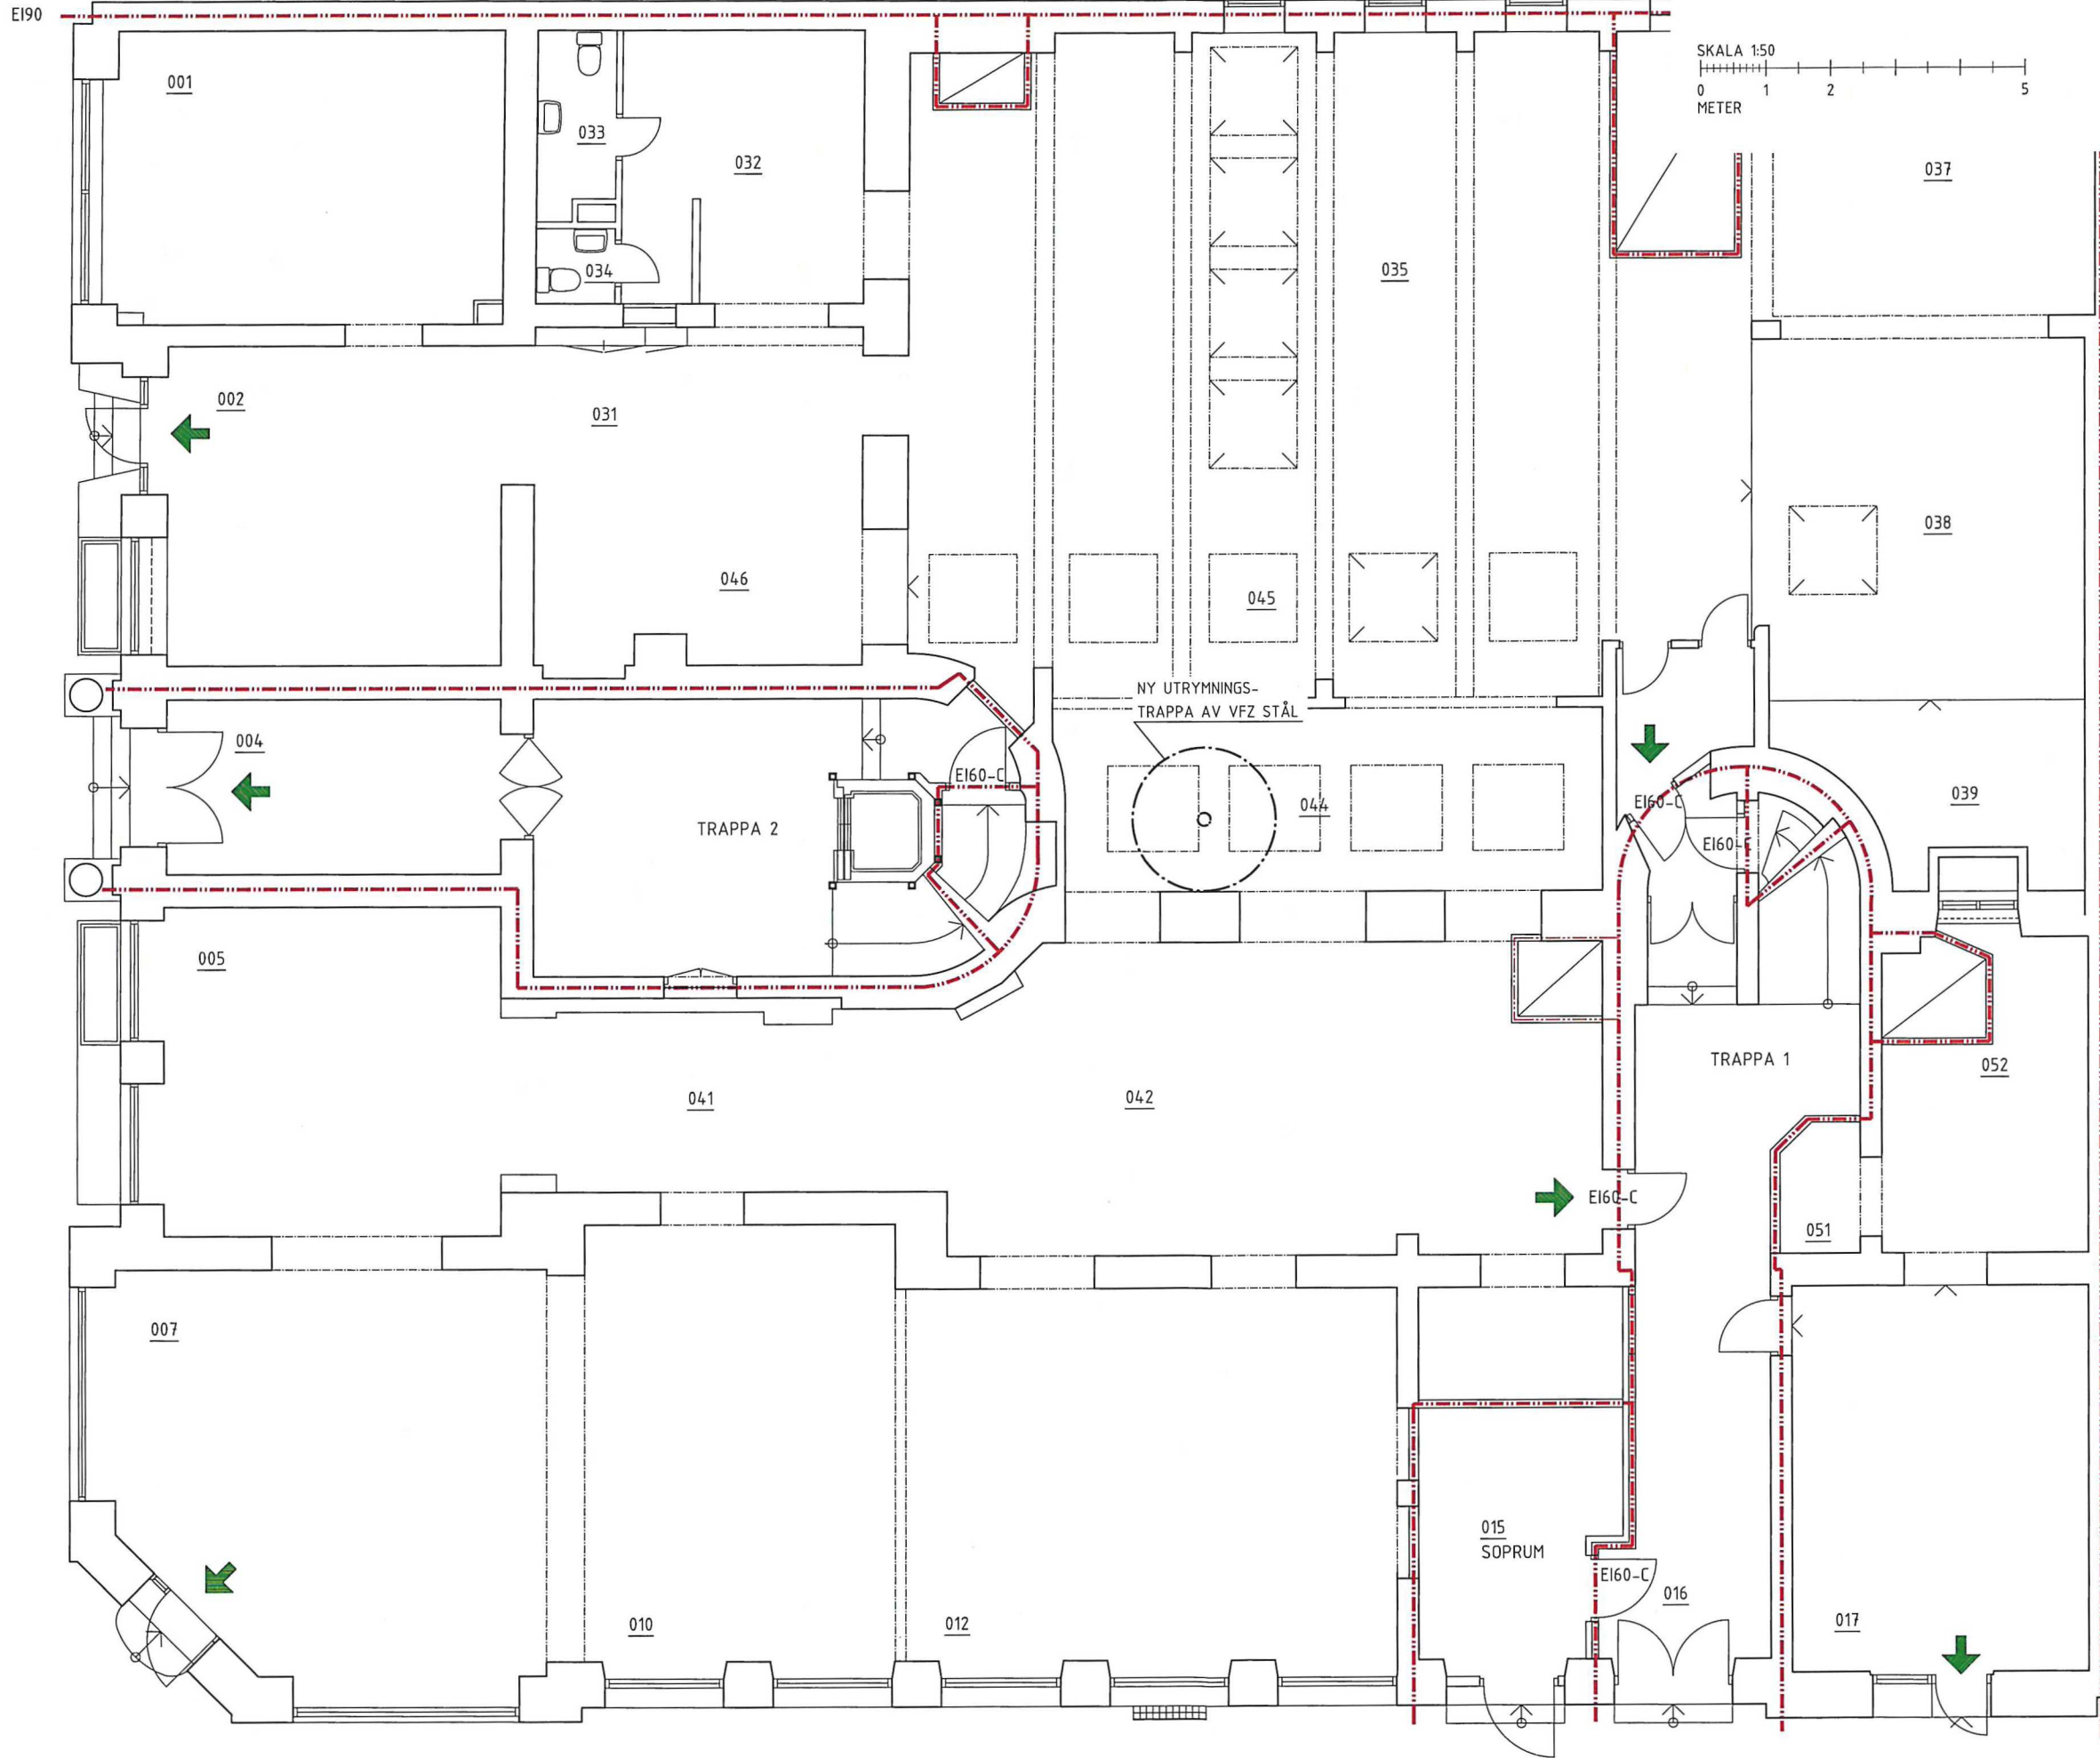 EI90
SKALA 1:50
0 1 2 5
METER
001
033
032
037
034
035
002
031
038
046
045
NY UTRYMNINGS-
TRAPPA AV VFZ STÅL
004
EI60-C
TRAPPA 2
044
EI60-C
EI60-C
039
005
TRAPPA 1
052
041
042
EI60-C
051
007
015
SOPRUM
EI60-C
016
010
012
017